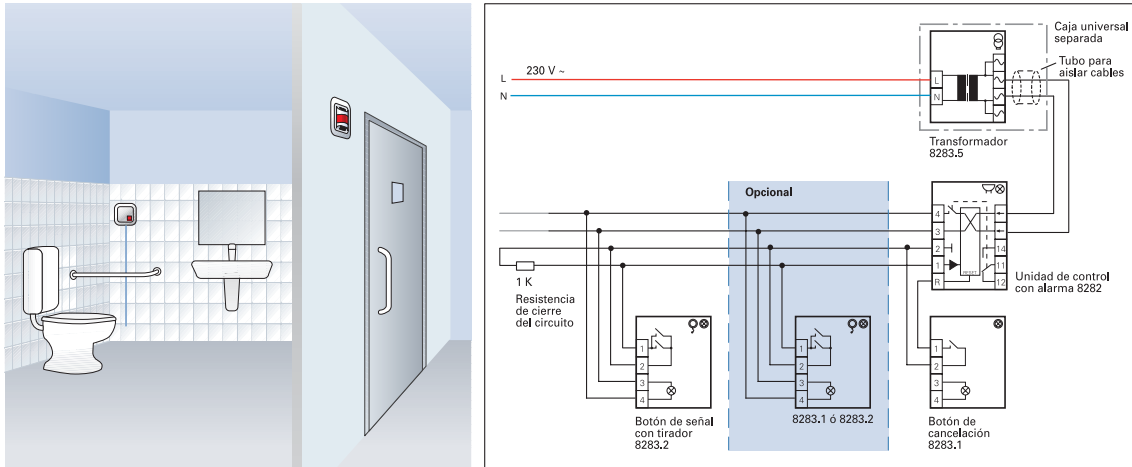 Caja universal
separada
Tubo para
aislar cables
L
230 V ~
N
L
N
Transformador
8283.5
Opcional
4
3
2
1
R
14
11
12
RESET
Unidad de control
con alarma 8282
1 K
Resistencia
de cierre
del circuito
1
2
3
4
Botón de señal
con tirador
8283.2
1
2
3
4
8283.1 ó 8283.2
1
2
3
4
Botón de
cancelación
8283.1